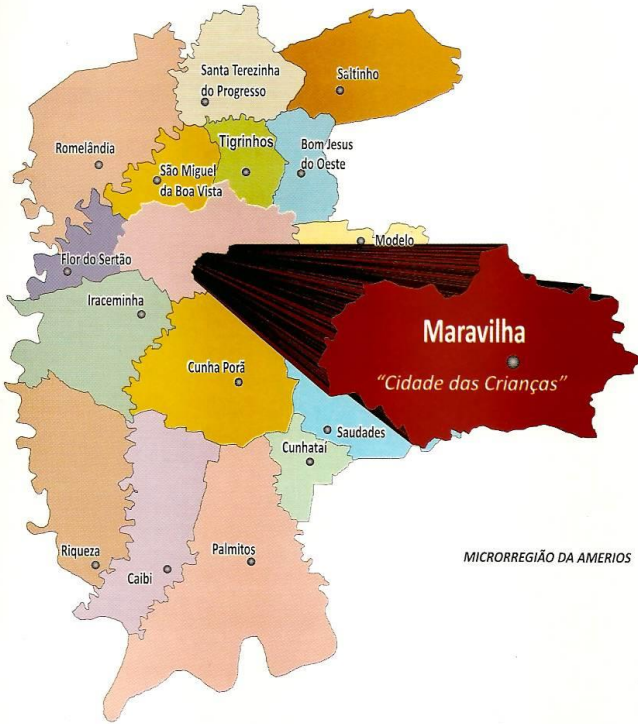 Santa Terezinha
do Progresso
Saltinho
Romelândia
São Miguel
da Boa Vista
Tigrinhos
Bom Jesus
do Oeste
Flor do Sertão
Modelo
Iraceminha
Maravilha
"Cidade das Crianças"
Cunha Porã
Saudades
Cunhataí
Riqueza
Caibi
Palmitos
MICRORREGIÃO DA AMERIOS